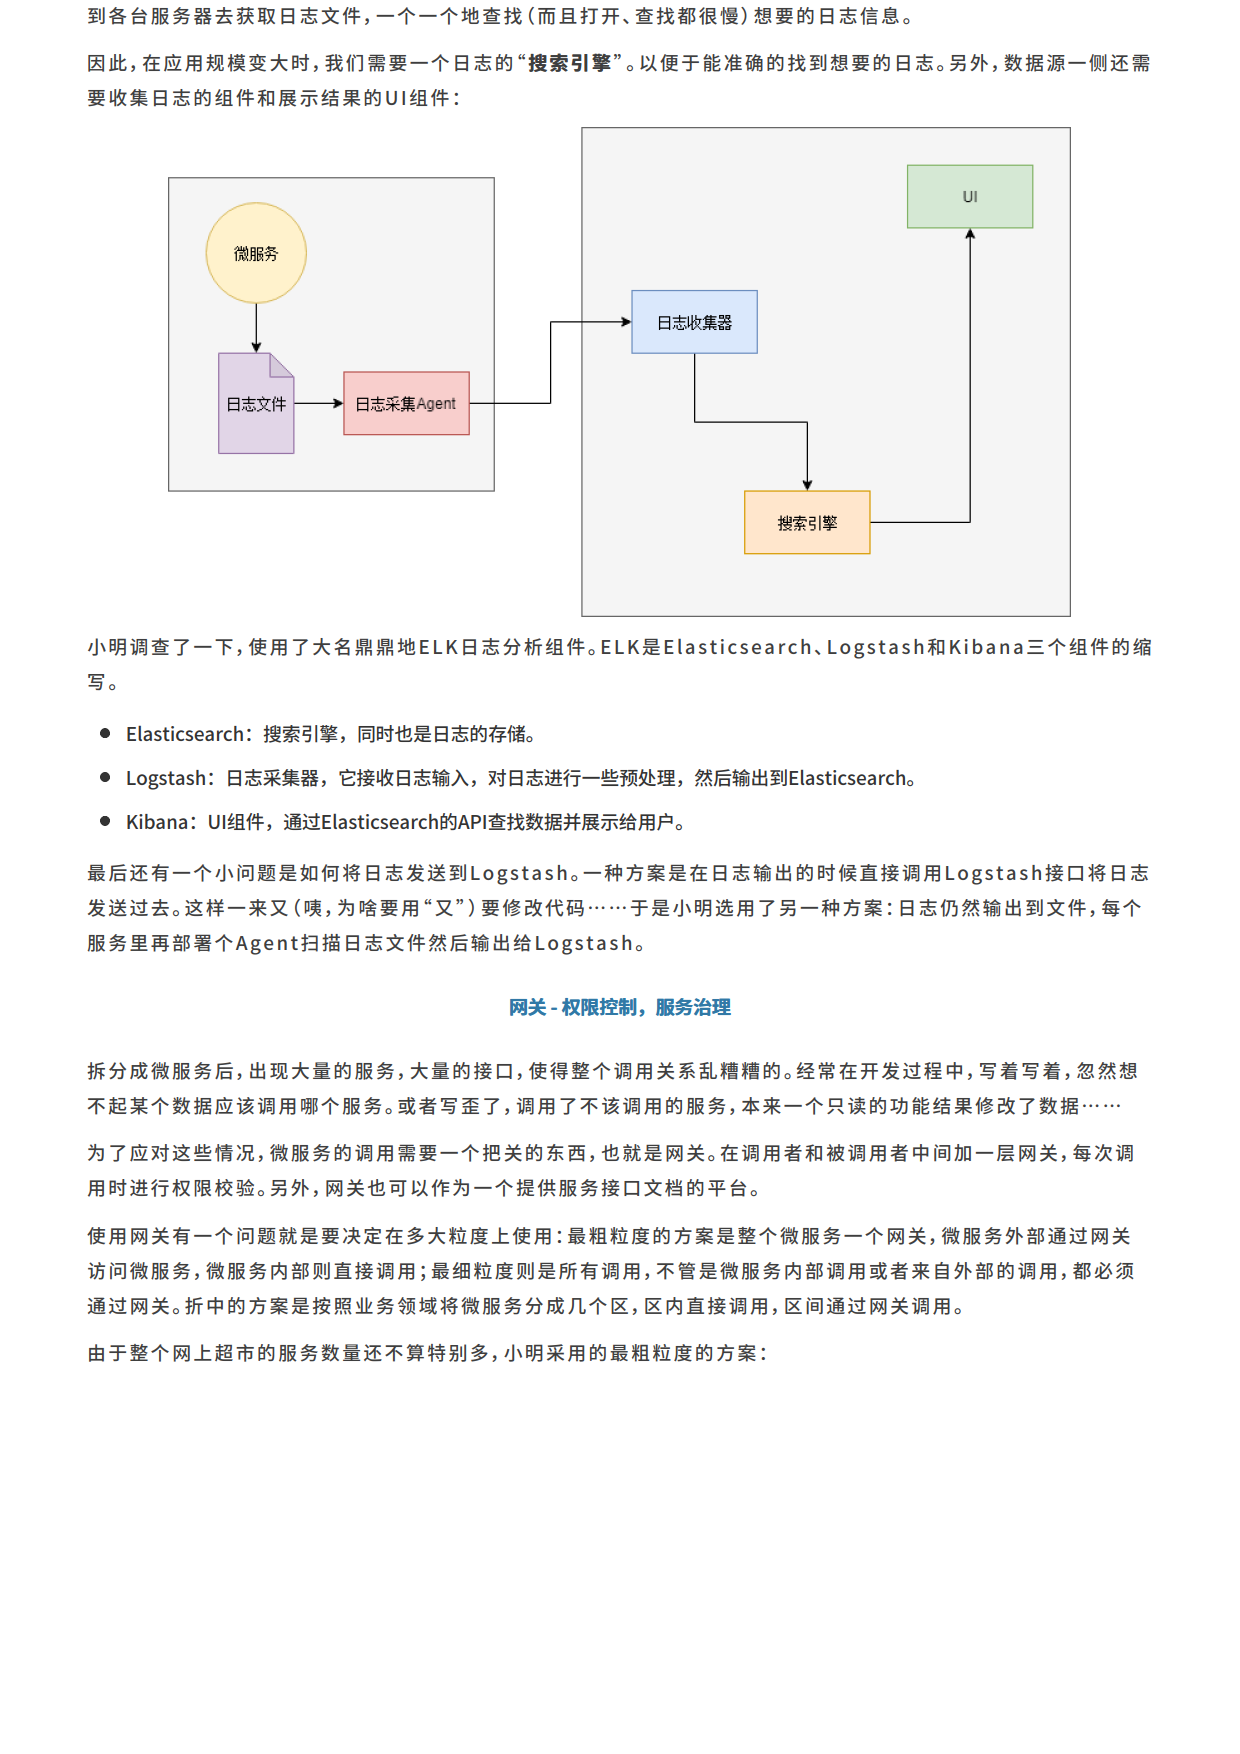 到各台服务器去获取日志文件，一个一个地查找（而且打开、查找都很慢）想要的日志信息。
因此，在应用规模变大时，我们需要一个日志的“搜索引擎”。以便于能准确的找到想要的日志。另外，数据源一侧还需
要收集日志的组件和展示结果的UI组件：
UI
微服务
日志收集器
日志文件
日志采集Agent
搜索引擎
小明调查了一下，使用了大名鼎鼎地ELK日志分析组件。ELK是Elasticsearch、Logstash和Kibana三个组件的缩
写。
● Elasticsearch：搜索引擎，同时也是日志的存储。
● Logstash：日志采集器，它接收日志输入，对日志进行一些预处理，然后输出到Elasticsearch。
● Kibana：UI组件，通过Elasticsearch的API查找数据并展示给用户。
最后还有一个小问题是如何将日志发送到Logstash。一种方案是在日志输出的时候直接调用Logstash接口将日志
发送过去。这样一来又（咦，为啥要用“又”）要修改代码……于是小明选用了另一种方案：日志仍然输出到文件，每个
服务里再部署个Agent扫描日志文件然后输出给Logstash。
网关 - 权限控制，服务治理
拆分成微服务后，出现大量的服务，大量的接口，使得整个调用关系乱糟糟的。经常在开发过程中，写着写着，忽然想
不起某个数据应该调用哪个服务。或者写歪了，调用了不该调用的服务，本来一个只读的功能结果修改了数据……
为了应对这些情况，微服务的调用需要一个把关的东西，也就是网关。在调用者和被调用者中间加一层网关，每次调
用时进行权限校验。另外，网关也可以作为一个提供服务接口文档的平台。
使用网关有一个问题就是要决定在多大粒度上使用：最粗粒度的方案是整个微服务一个网关，微服务外部通过网关
访问微服务，微服务内部则直接调用；最细粒度则是所有调用，不管是微服务内部调用或者来自外部的调用，都必须
通过网关。折中的方案是按照业务领域将微服务分成几个区，区内直接调用，区间通过网关调用。
由于整个网上超市的服务数量还不算特别多，小明采用的最粗粒度的方案：